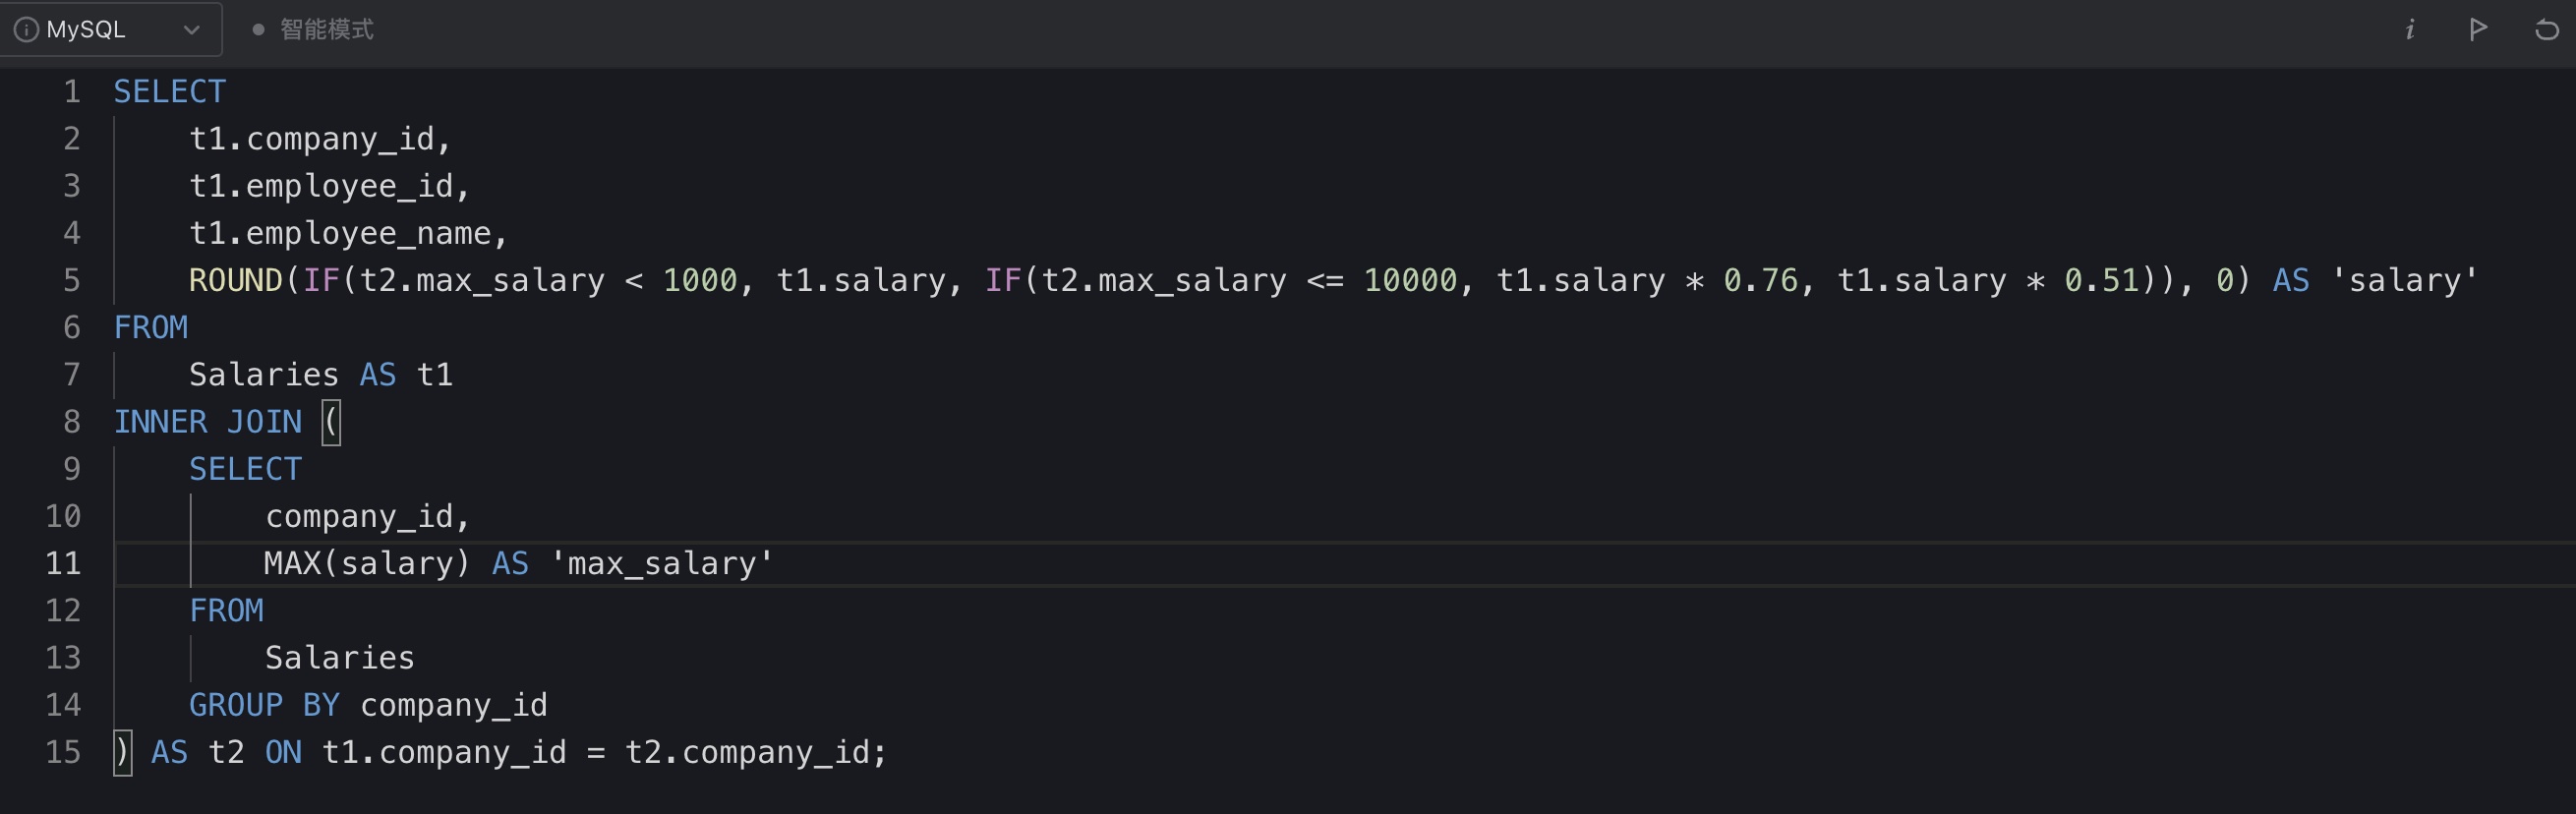 MySQL 智能模式 i
1 SELECT
2 t1.company_id,
3 t1.employee_id,
4 t1.employee_name,
5 ROUND(IF(t2.max_salary < 1000, t1.salary, IF(t2.max_salary <= 10000, t1.salary * 0.76, t1.salary * 0.51)), 0) AS 'salary'
6 FROM
7 Salaries AS t1
8 INNER JOIN (
9 SELECT
10 company_id,
11 MAX(salary) AS 'max_salary'
12 FROM
13 Salaries
14 GROUP BY company_id
15 ) AS t2 ON t1.company_id = t2.company_id;